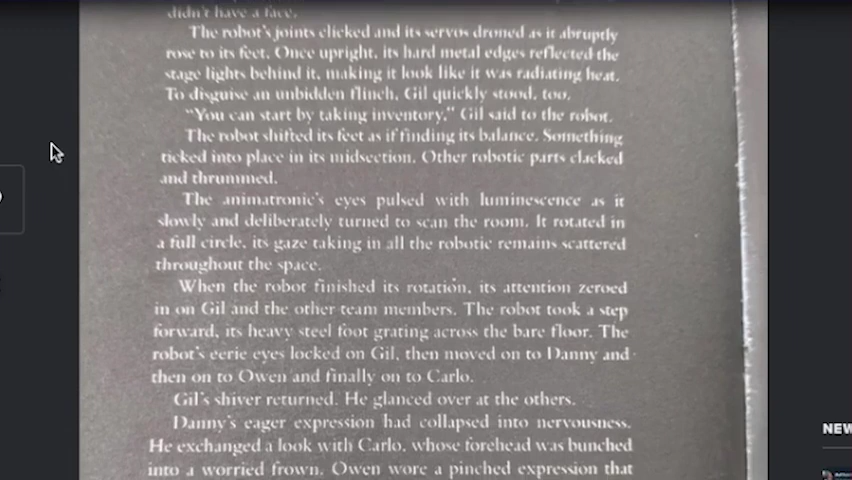 didn't have a face.
The robot's joints clicked and its servos droned as it abruptly
rose to its feet. Once upright, its hard metal edges reflected the
stage lights behind it, making it look like it was radiating heat.
To disguise an unbidden flinch, Gil quickly stood, too.
"You can start by taking inventory," Gil said to the robot.
The robot shifted its feet as if finding its balance. Something
ticked into place in its midsection. Other robotic parts clacked
and thrummed.
The animatronic's eyes pulsed with luminescence as it
slowly and deliberately turned to scan the room. It rotated in
a full circle, its gaze taking in all the robotic remains scattered
throughout the space.
When the robot finished its rotation, its attention zeroed
in on Gil and the other team members. The robot took a step
forward, its heavy steel foot grating across the bare floor. The
robot's eerie eyes locked on Gil, then moved on to Danny and
then on to Owen and finally on to Carlo.
Gil's shiver returned. He glanced over at the others.
Danny's eager expression had collapsed into nervousness.
He exchanged a look with Carlo, whose forehead was bunched
into a worried frown. Owen wore a pinched expression that
NEW